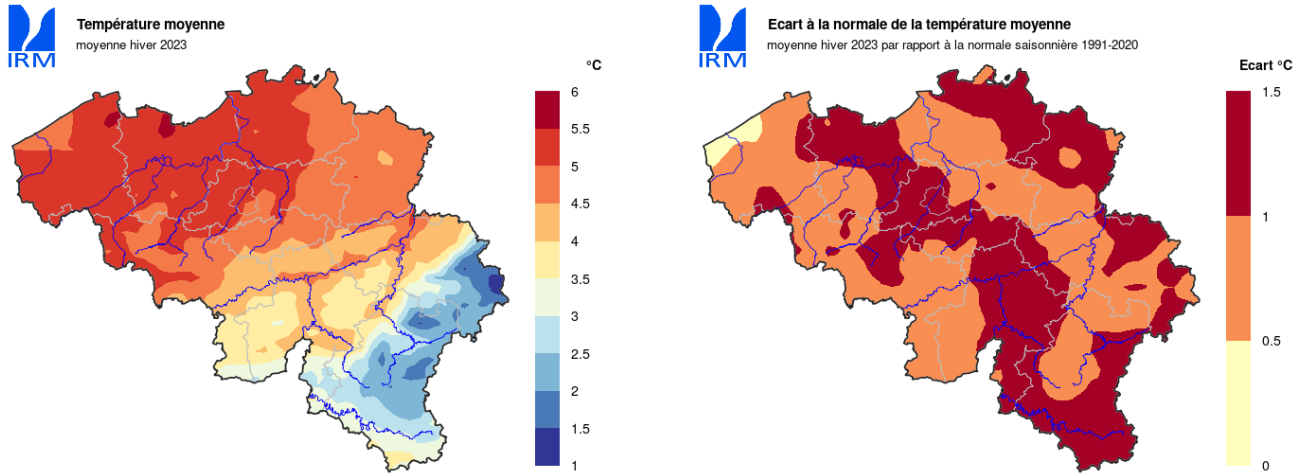 Température moyenne
moyenne hiver 2023
IRM
°C
6
5.5
5
4.5
4
3.5
3
2.5
2
1.5
1
Ecart à la normale de la température moyenne
moyenne hiver 2023 par rapport à la normale saisonnière 1991-2020
IRM
Ecart °C
1.5
1
0.5
0